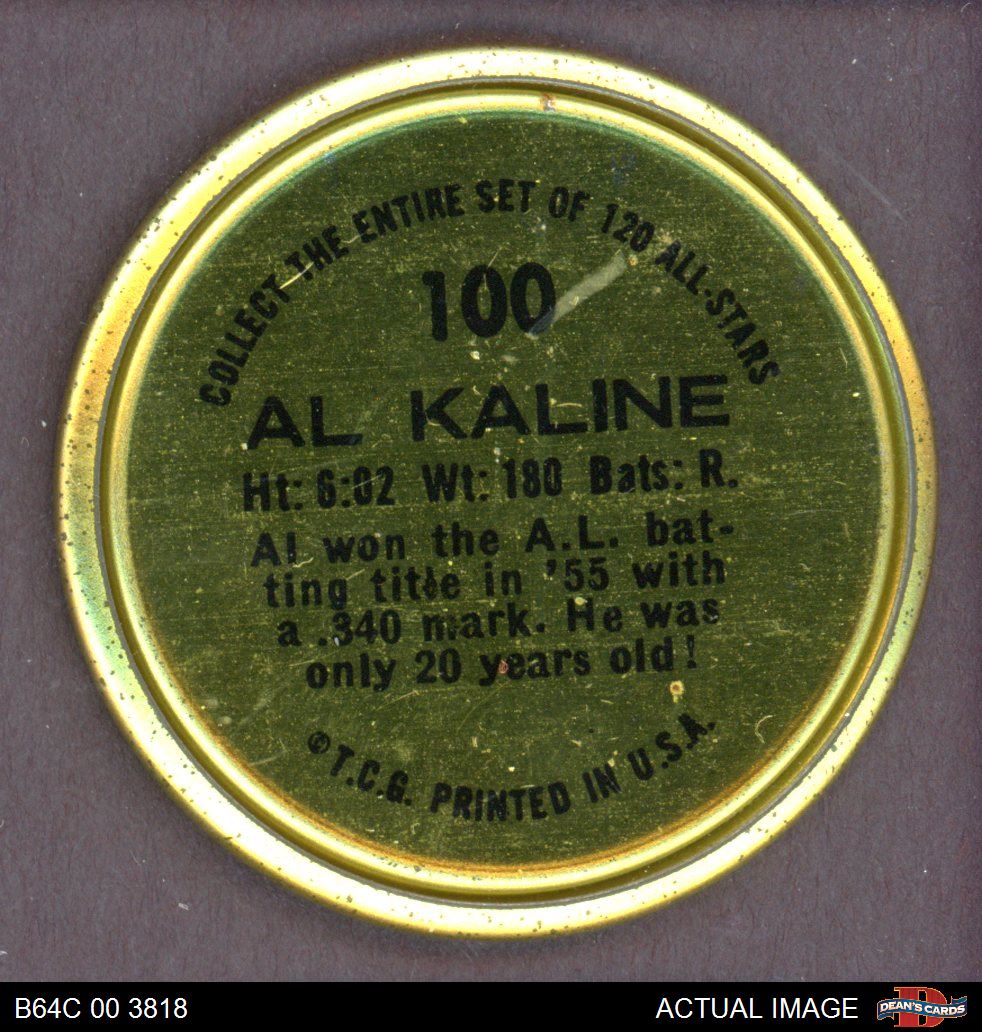 COLLECT THE ENTIRE SET OF 120 ALL-STARS
100
AL KALINE
Ht: 6:02 Wt: 180 Bats: R.
Al won the A.L. bat-
ting title in '55 with
a .340 mark. He was
only 20 years old!
© T.C.G. PRINTED IN U.S.A.
B64C 00 3818
ACTUAL IMAGE
DEAN'S CARDS